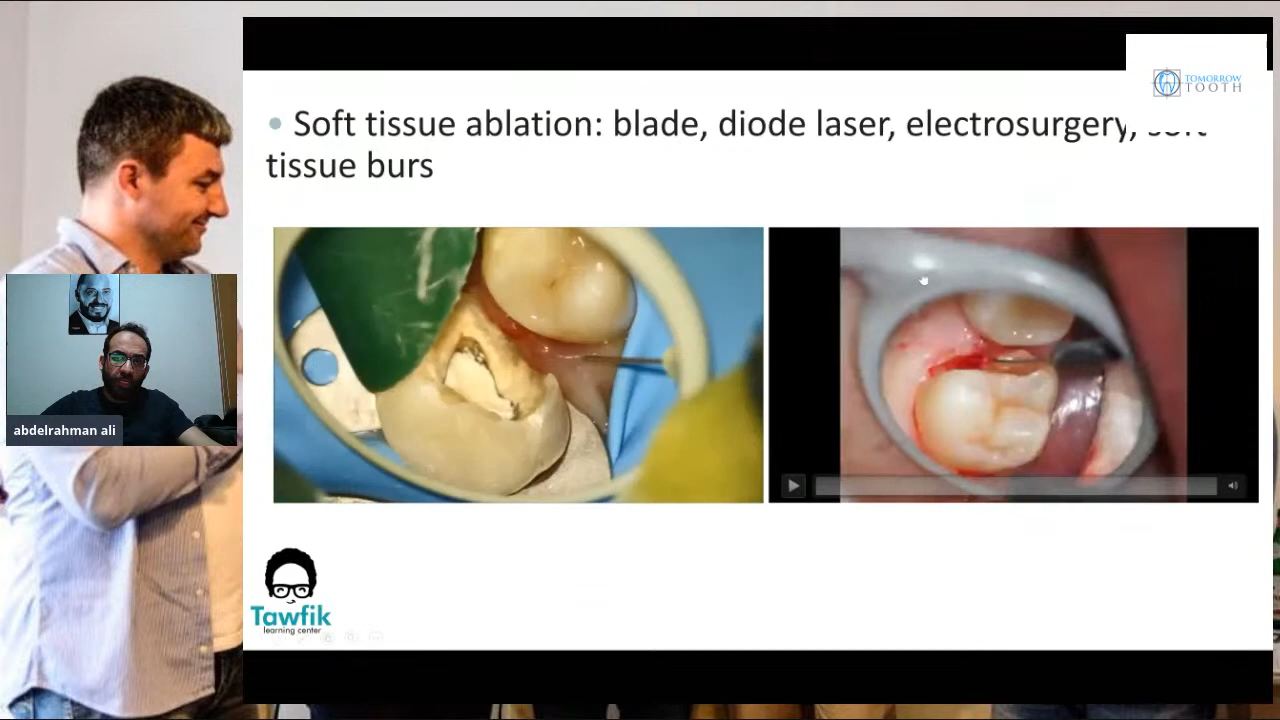 TOMORROW
TOOTH
• Soft tissue ablation: blade, diode laser, electrosurgery, soft
tissue burs
abdelrahman ali
Tawfik
learning center